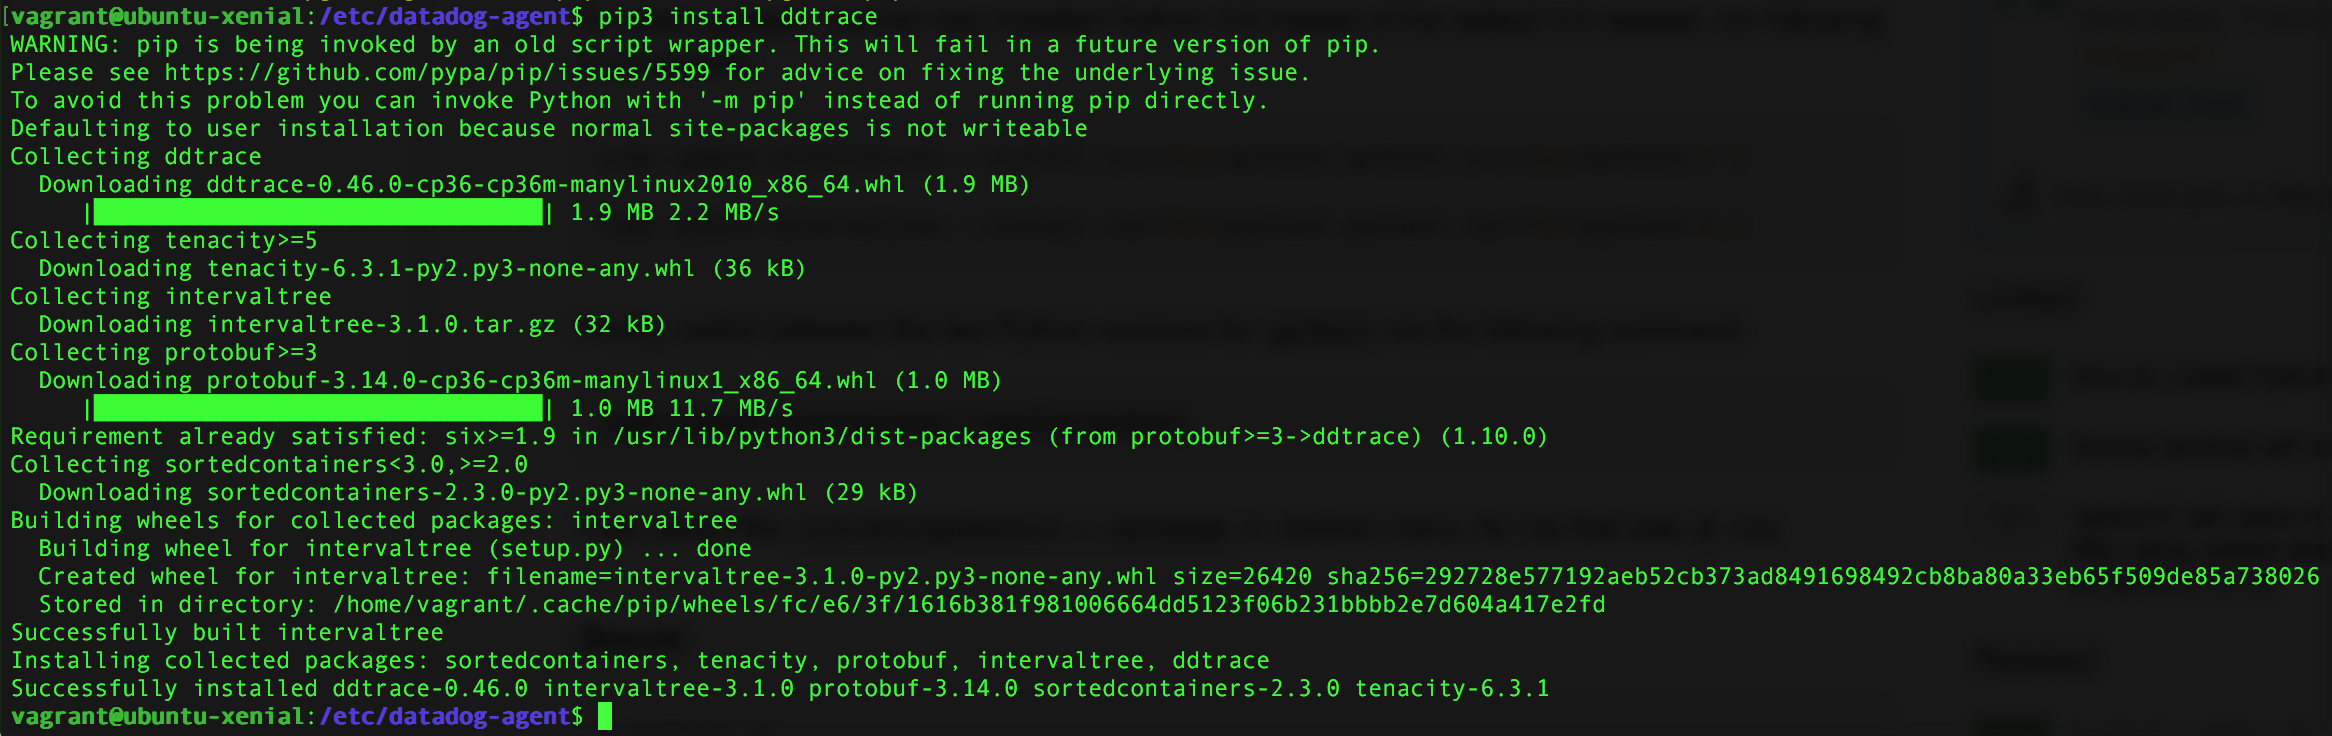 [vagrant@ubuntu-xenial:/etc/datadog-agent$ pip3 install ddtrace
WARNING: pip is being invoked by an old script wrapper. This will fail in a future version of pip.
Please see https://github.com/pypa/pip/issues/5599 for advice on fixing the underlying issue.
To avoid this problem you can invoke Python with '-m pip' instead of running pip directly.
Defaulting to user installation because normal site-packages is not writeable
Collecting ddtrace
  Downloading ddtrace-0.46.0-cp36-cp36m-manylinux2010_x86_64.whl (1.9 MB)
     |████████████████████████████████| 1.9 MB 2.2 MB/s
Collecting tenacity>=5
  Downloading tenacity-6.3.1-py2.py3-none-any.whl (36 kB)
Collecting intervaltree
  Downloading intervaltree-3.1.0.tar.gz (32 kB)
Collecting protobuf>=3
  Downloading protobuf-3.14.0-cp36-cp36m-manylinux1_x86_64.whl (1.0 MB)
     |████████████████████████████████| 1.0 MB 11.7 MB/s
Requirement already satisfied: six>=1.9 in /usr/lib/python3/dist-packages (from protobuf>=3->ddtrace) (1.10.0)
Collecting sortedcontainers<3.0,>=2.0
  Downloading sortedcontainers-2.3.0-py2.py3-none-any.whl (29 kB)
Building wheels for collected packages: intervaltree
  Building wheel for intervaltree (setup.py) ... done
  Created wheel for intervaltree: filename=intervaltree-3.1.0-py2.py3-none-any.whl size=26420 sha256=292728e577192aeb52cb373ad8491698492cb8ba80a33eb65f509de85a738026
  Stored in directory: /home/vagrant/.cache/pip/wheels/fc/e6/3f/1616b381f981006664dd5123f06b231bbbb2e7d604a417e2fd
Successfully built intervaltree
Installing collected packages: sortedcontainers, tenacity, protobuf, intervaltree, ddtrace
Successfully installed ddtrace-0.46.0 intervaltree-3.1.0 protobuf-3.14.0 sortedcontainers-2.3.0 tenacity-6.3.1
vagrant@ubuntu-xenial:/etc/datadog-agent$